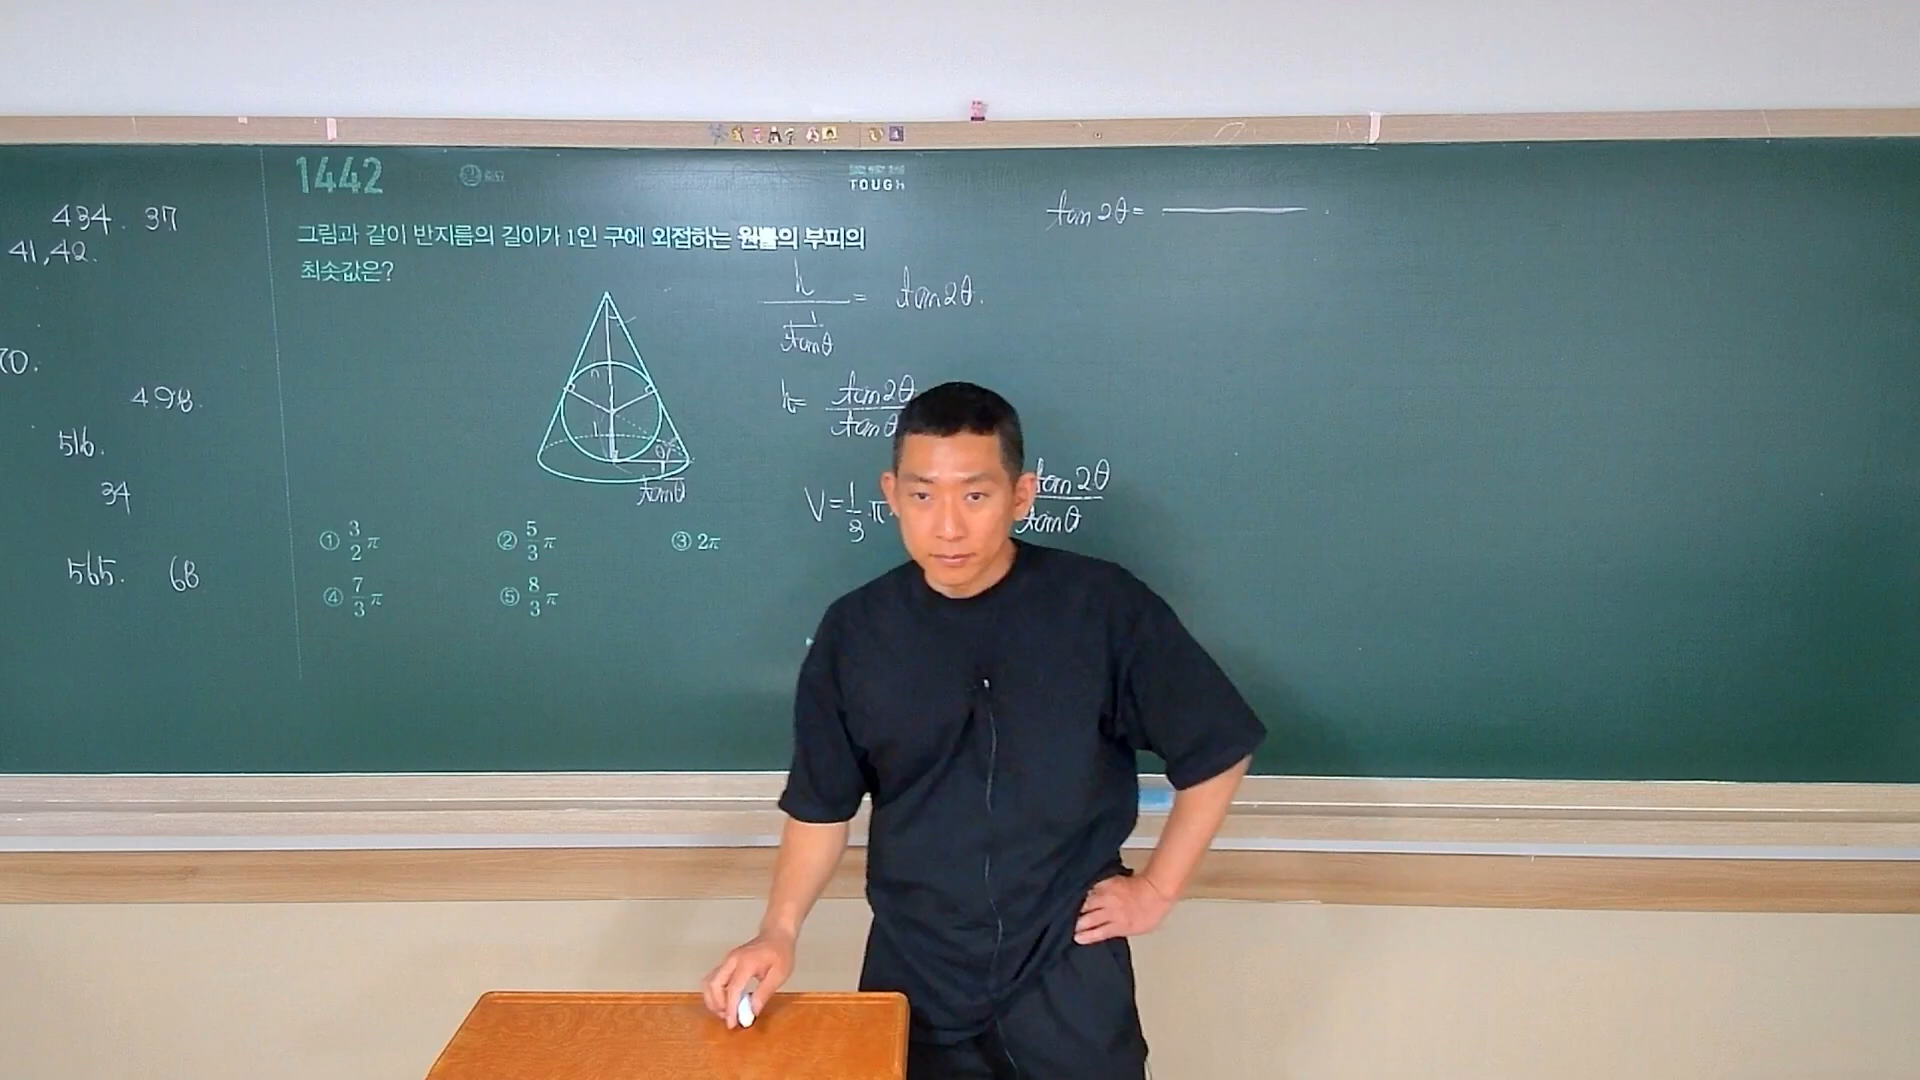 434. 37
41, 42.
70.
498.
516.
34
565. 68
1442
TOUGH
그림과 같이 반지름의 길이가 1인 구에 외접하는 원뿔의 부피의
최솟값은?
θ
1
tanθ
① 3/2 π ② 5/3 π ③ 2π
④ 7/3 π ⑤ 8/3 π
h / (1/tanθ) = tan2θ.
h = tan2θ / tanθ
V = 1/3 π · tan2θ / tanθ
tan2θ =